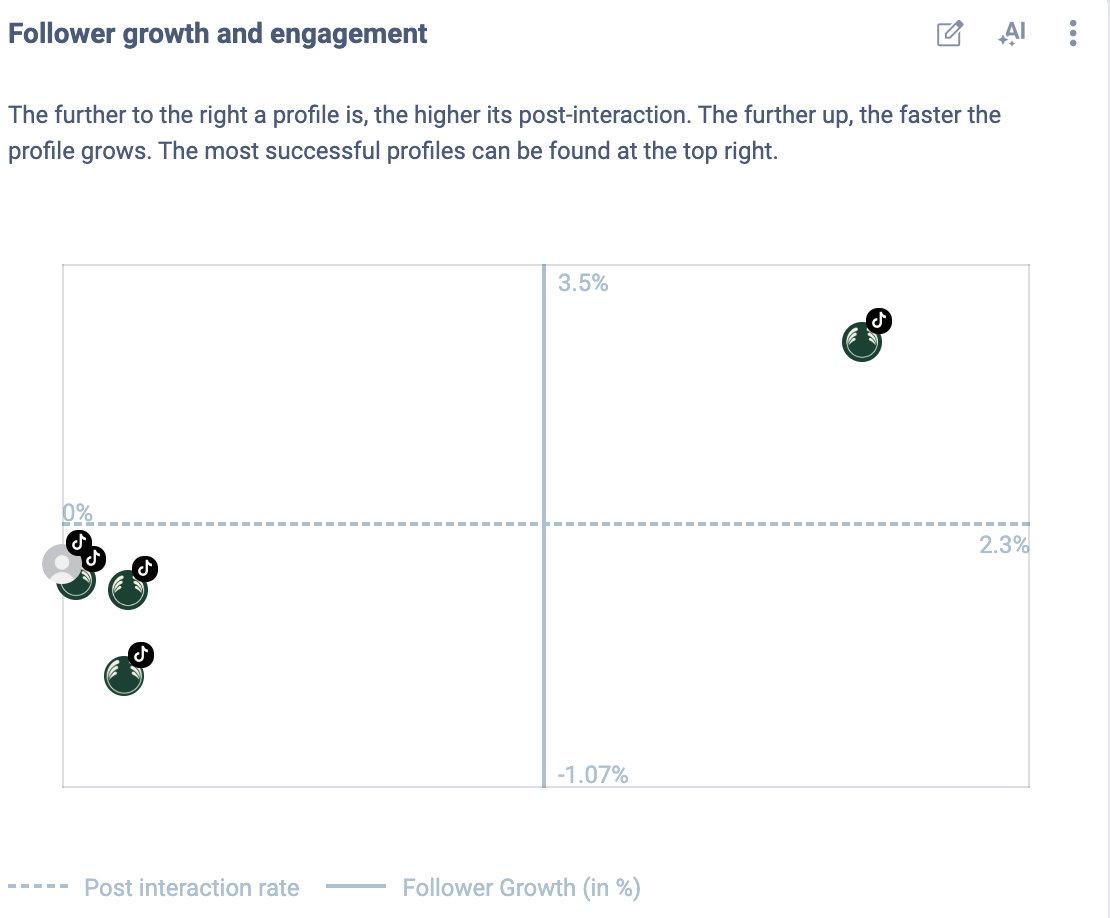 Follower growth and engagement
AI
The further to the right a profile is, the higher its post-interaction. The further up, the faster the
profile grows. The most successful profiles can be found at the top right.
3.5%
0%
2.3%
-1.07%
Post interaction rate
Follower Growth (in %)